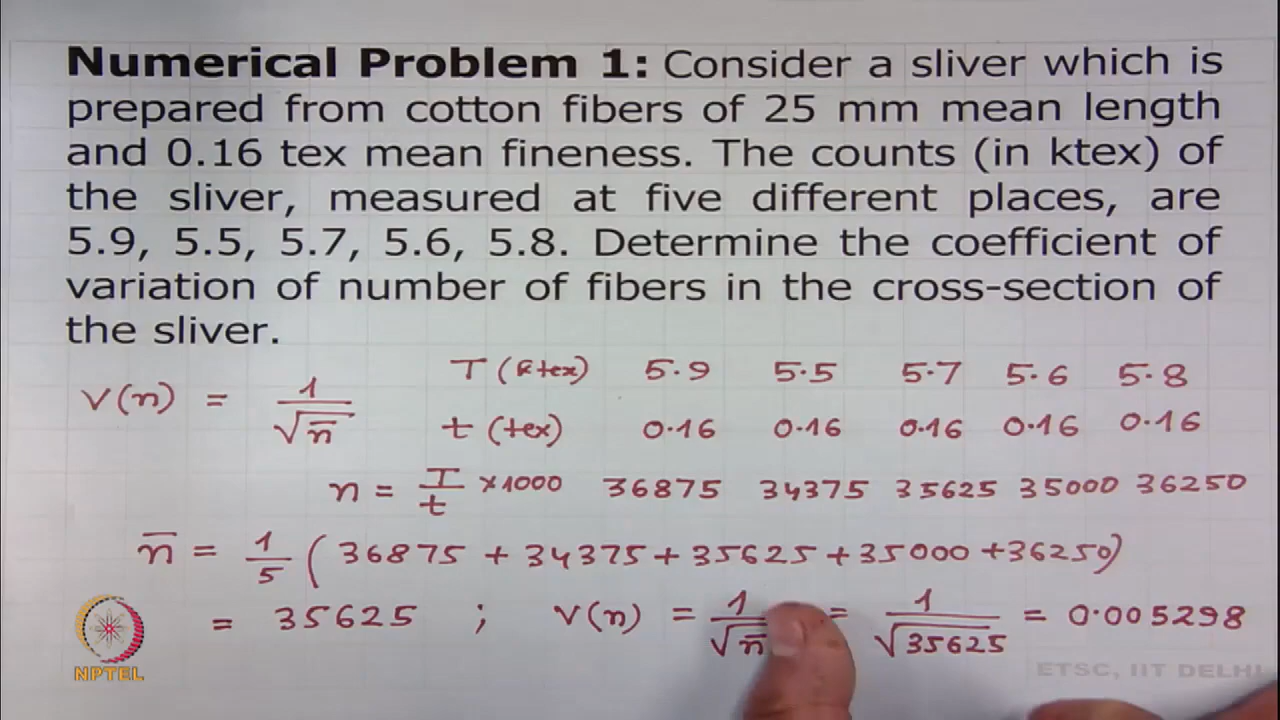 Numerical Problem 1: Consider a sliver which is
prepared from cotton fibers of 25 mm mean length
and 0.16 tex mean fineness. The counts (in ktex) of
the sliver, measured at five different places, are
5.9, 5.5, 5.7, 5.6, 5.8. Determine the coefficient of
variation of number of fibers in the cross-section of
the sliver.
T (ktex) 5.9 5.5 5.7 5.6 5.8
v(n) = 1/√n̅
t (tex) 0.16 0.16 0.16 0.16 0.16
n = T/t ×1000 36875 34375 35625 35000 36250
n̅ = 1/5 ( 36875 + 34375 + 35625 + 35000 + 36250)
= 35625 ; v(n) = 1/√n̅ = 1/√35625 = 0.005298
NPTEL
ETSC, IIT DELHI